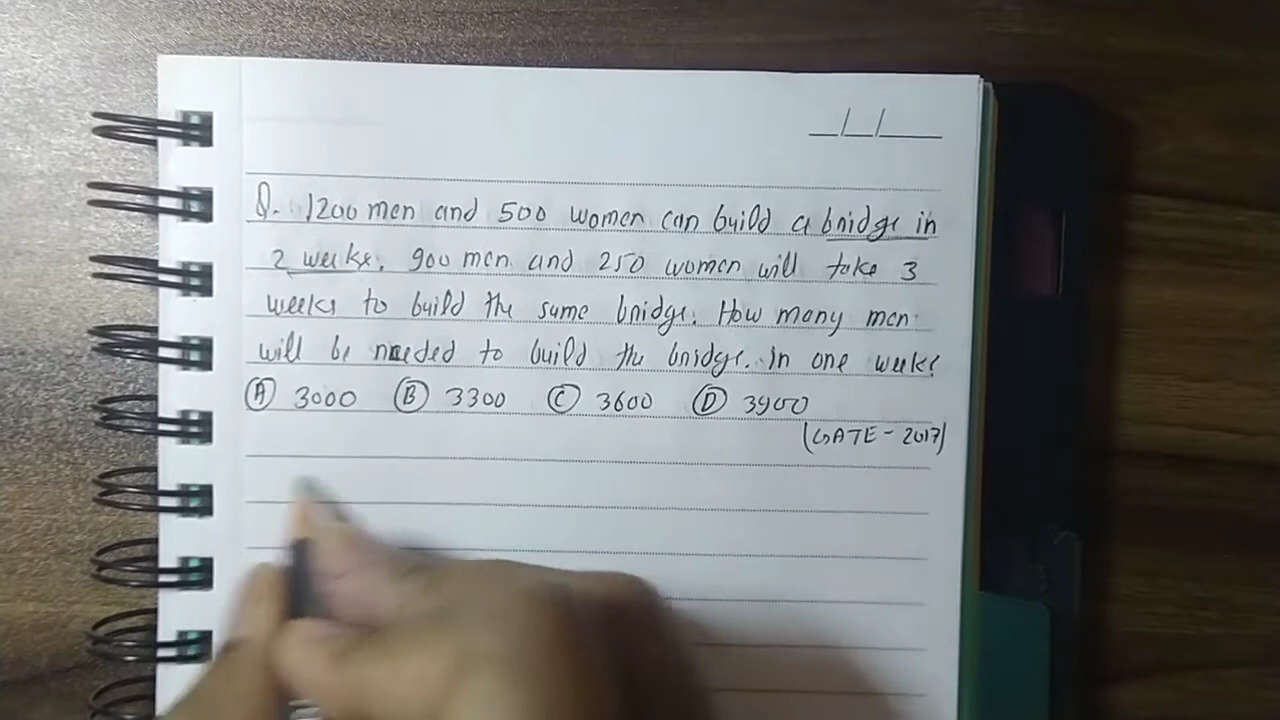 __/__/____
Q. 1200 men and 500 women can build a bridge in
2 weeks. 900 men and 250 women will take 3
weeks to build the same bridge. How many men
will be needed to build the bridge. in one week?
(A) 3000 (B) 3300 (C) 3600 (D) 3900
(GATE - 2017)